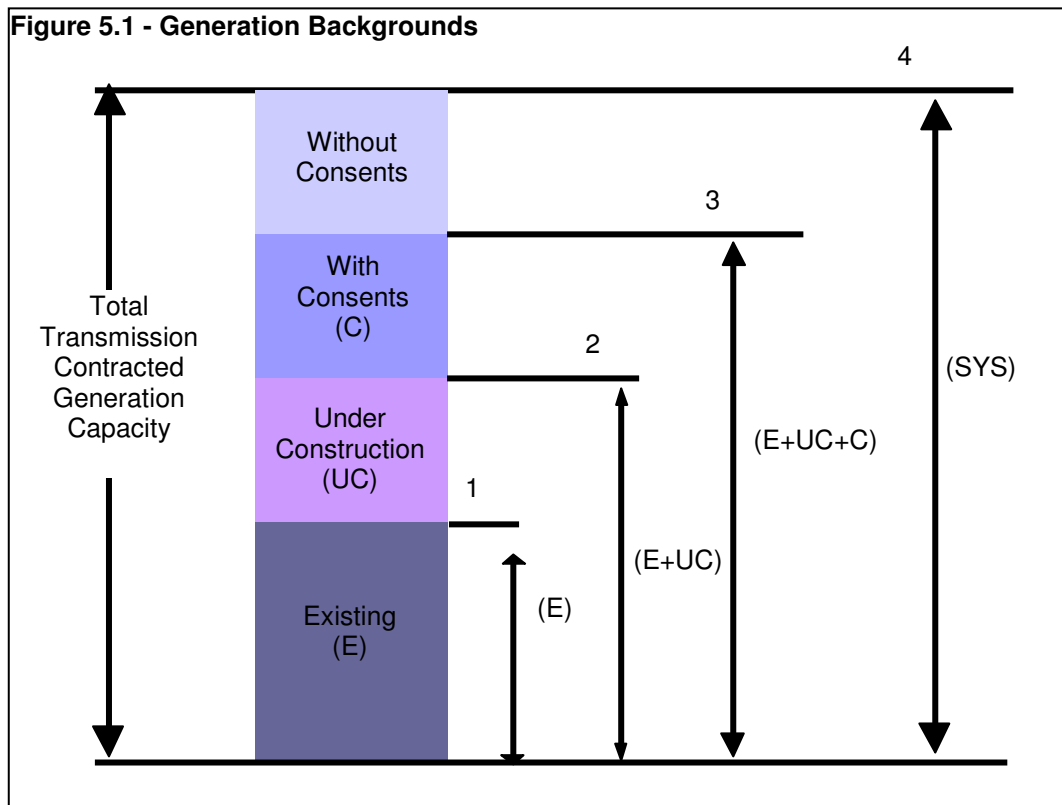 Figure 5.1 - Generation Backgrounds
4
Without
Consents
3
With
Consents
(C)
Total
Transmission
Contracted
Generation
Capacity
2
(SYS)
Under
Construction
(UC)
(E+UC+C)
1
(E+UC)
(E)
Existing
(E)